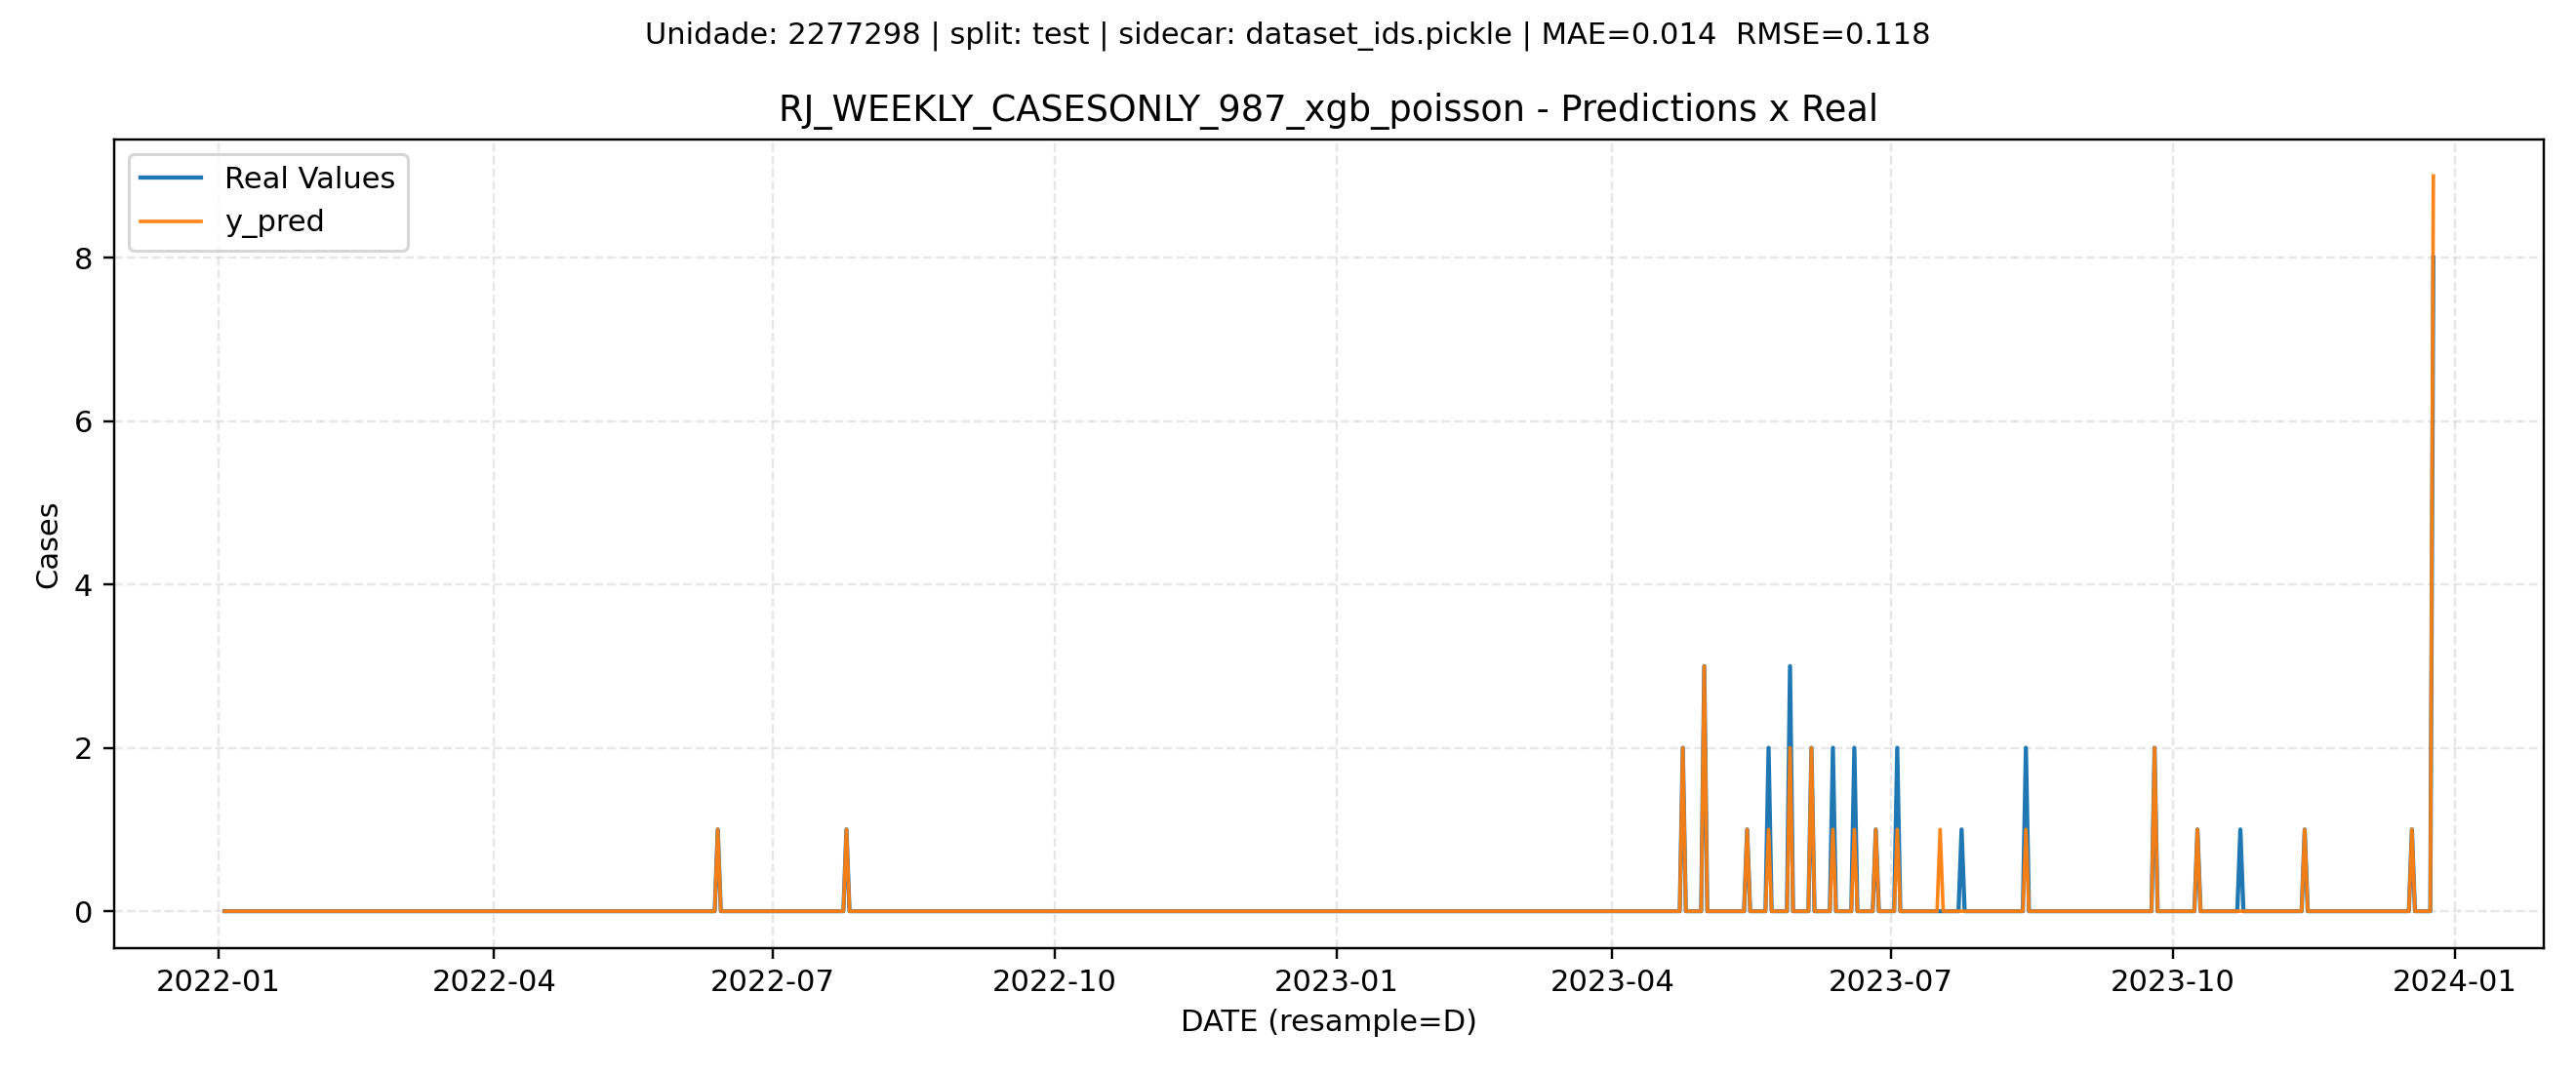 Unidade: 2277298 | split: test | sidecar: dataset_ids.pickle | MAE=0.014  RMSE=0.118
RJ_WEEKLY_CASESONLY_987_xgb_poisson - Predictions x Real
Real Values
y_pred
8
6
4
2
0
Cases
2022-01
2022-04
2022-07
2022-10
2023-01
2023-04
2023-07
2023-10
2024-01
DATE (resample=D)